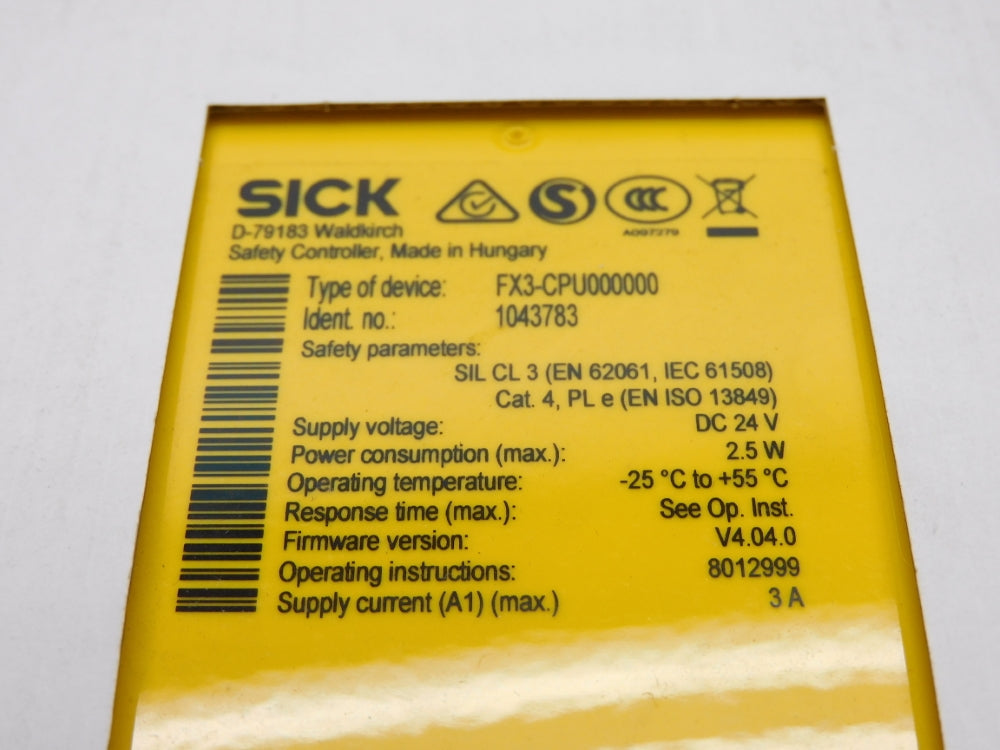 SICK
D-79183 Waldkirch
A097279
Safety Controller, Made in Hungary
Type of device: FX3-CPU000000
Ident. no.: 1043783
Safety parameters:
SIL CL 3 (EN 62061, IEC 61508)
Cat. 4, PL e (EN ISO 13849)
Supply voltage: DC 24 V
Power consumption (max.): 2.5 W
Operating temperature: -25 °C to +55 °C
Response time (max.): See Op. Inst.
Firmware version: V4.04.0
Operating instructions: 8012999
Supply current (A1) (max.) 3 A